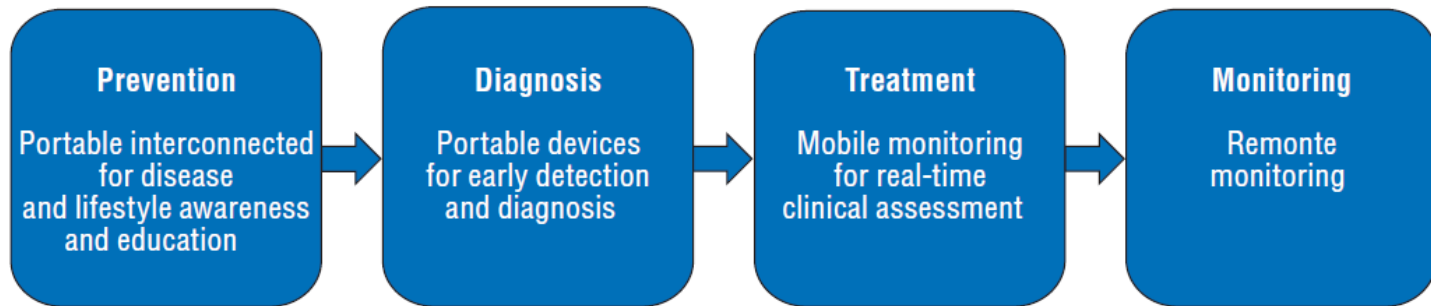 Prevention
Portable interconnected
for disease
and lifestyle awareness
and education
Diagnosis
Portable devices
for early detection
and diagnosis
Treatment
Mobile monitoring
for real-time
clinical assessment
Monitoring
Remonte
monitoring